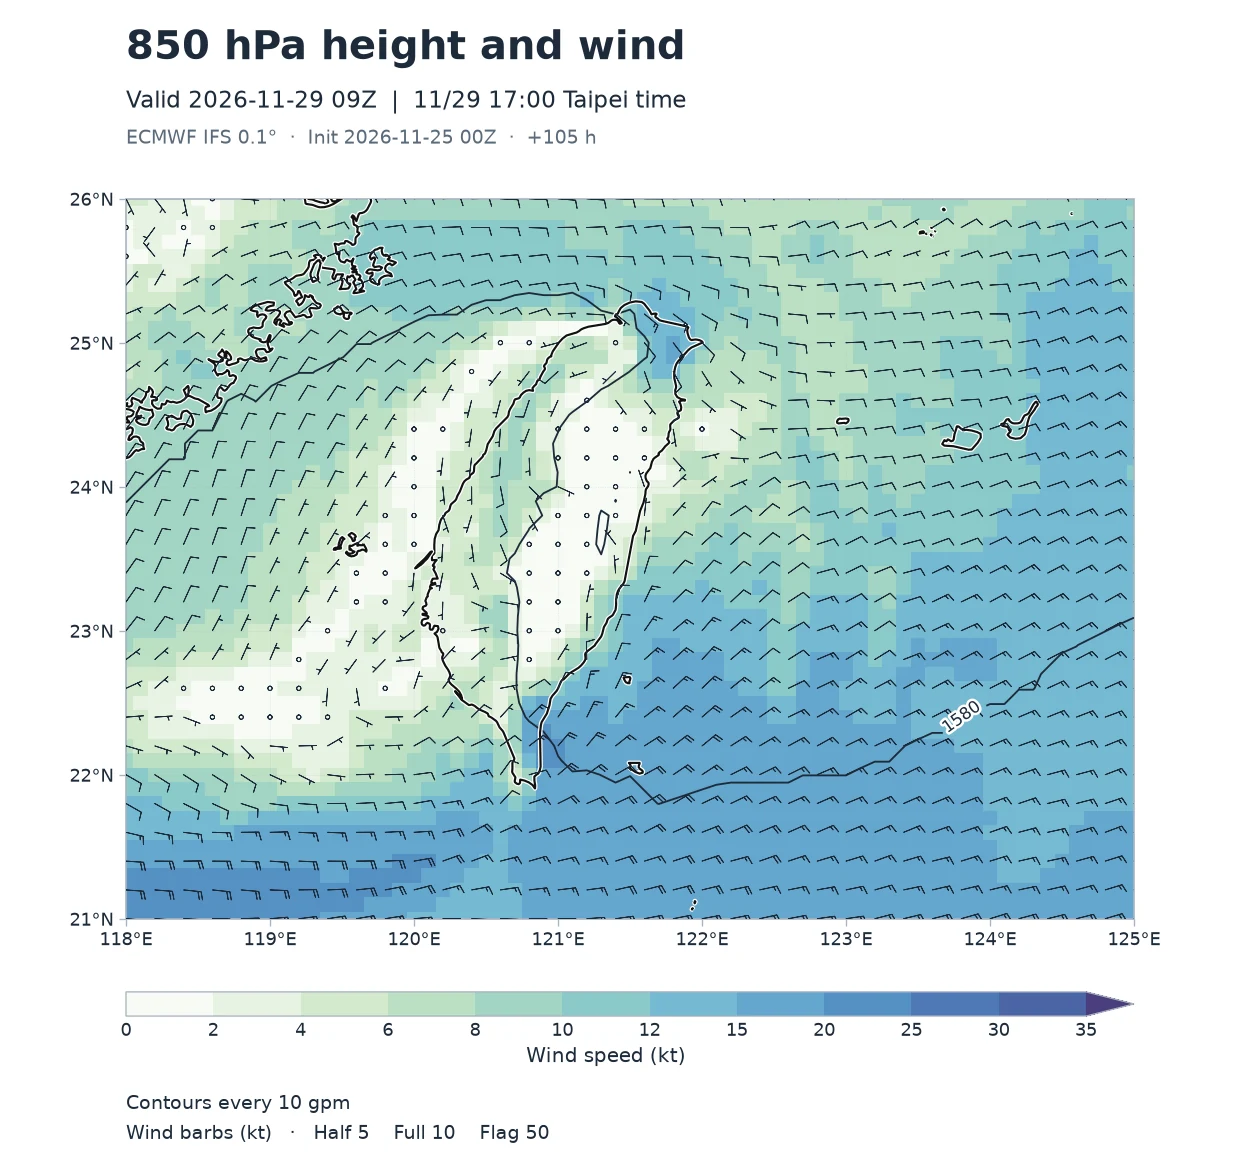 850 hPa height and wind
Valid 2026-11-29 09Z | 11/29 17:00 Taipei time
ECMWF IFS 0.1° · Init 2026-11-25 00Z · +105 h
26°N
25°N
24°N
23°N
22°N
21°N
1580
118°E 119°E 120°E 121°E 122°E 123°E 124°E 125°E
0 2 4 6 8 10 12 15 20 25 30 35
Wind speed (kt)
Contours every 10 gpm
Wind barbs (kt) · Half 5 Full 10 Flag 50